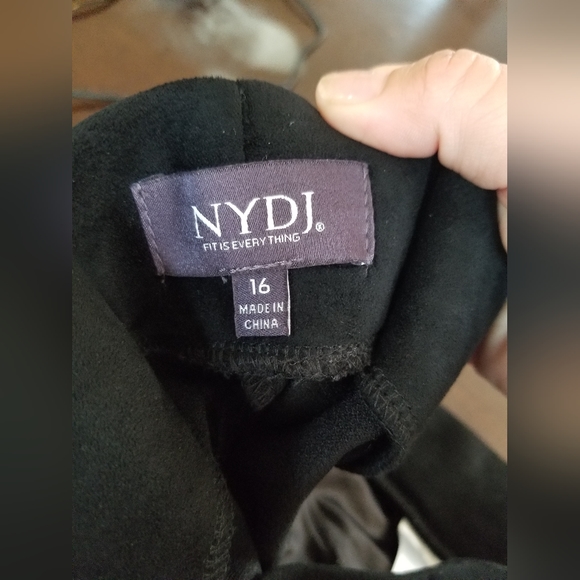 NYDJ®
FIT IS EVERYTHING
16
MADE IN
CHINA